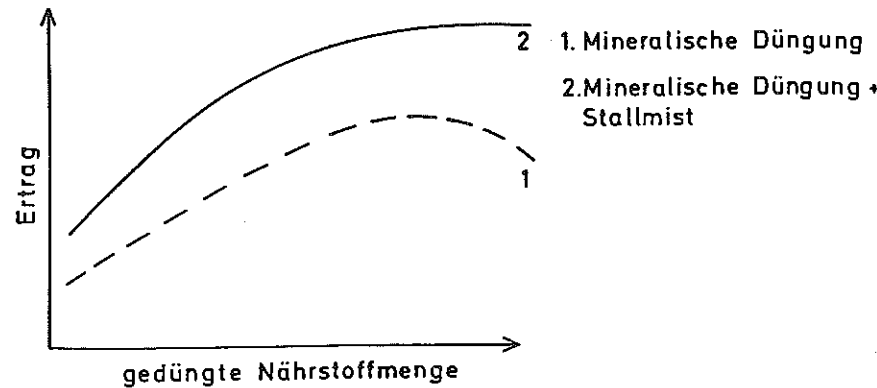 Ertrag
2
1
1. Mineralische Düngung
2. Mineralische Düngung +
Stallmist
gedüngte Nährstoffmenge